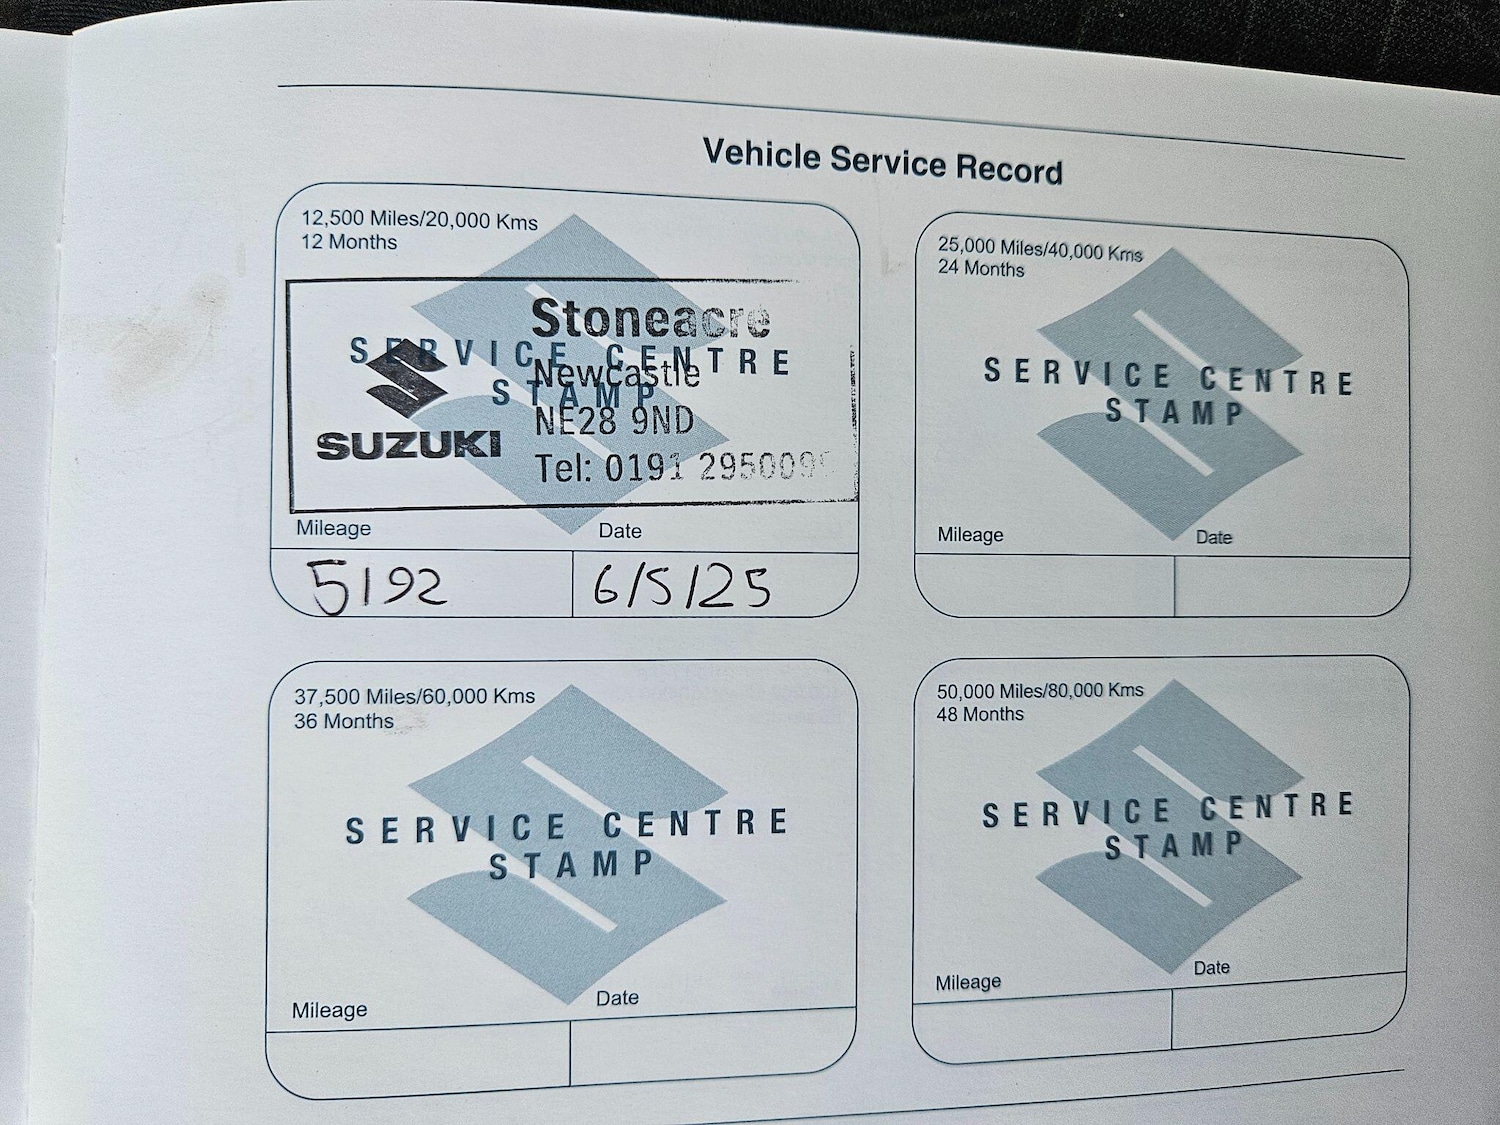 Vehicle Service Record
12,500 Miles/20,000 Kms
12 Months
SERVICE CENTRE
STAMP
Stoneacre
Newcastle
NE28 9ND
Tel: 0191
SUZUKI
Mileage
Date
5192
6/5/25
25,000 Miles/40,000 Kms
24 Months
SERVICE CENTRE
STAMP
Mileage
Date
37,500 Miles/60,000 Kms
36 Months
SERVICE CENTRE
STAMP
Mileage
Date
50,000 Miles/80,000 Kms
48 Months
SERVICE CENTRE
STAMP
Mileage
Date